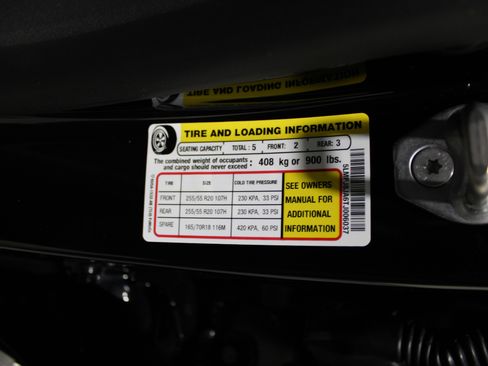 TIRE AND LOADING INFORMATION
SEATING CAPACITY TOTAL : 5 FRONT: 2 REAR: 3
The combined weight of occupants and cargo should never exceed : 408 kg or 900 lbs.
TIRE SIZE COLD TIRE PRESSURE
FRONT 255/55 R20 107H 230 KPA, 33 PSI
REAR 255/55 R20 107H 230 KPA, 33 PSI
SPARE 165/70R18 116M 420 KPA, 60 PSI
SEE OWNERS
MANUAL FOR
ADDITIONAL
INFORMATION